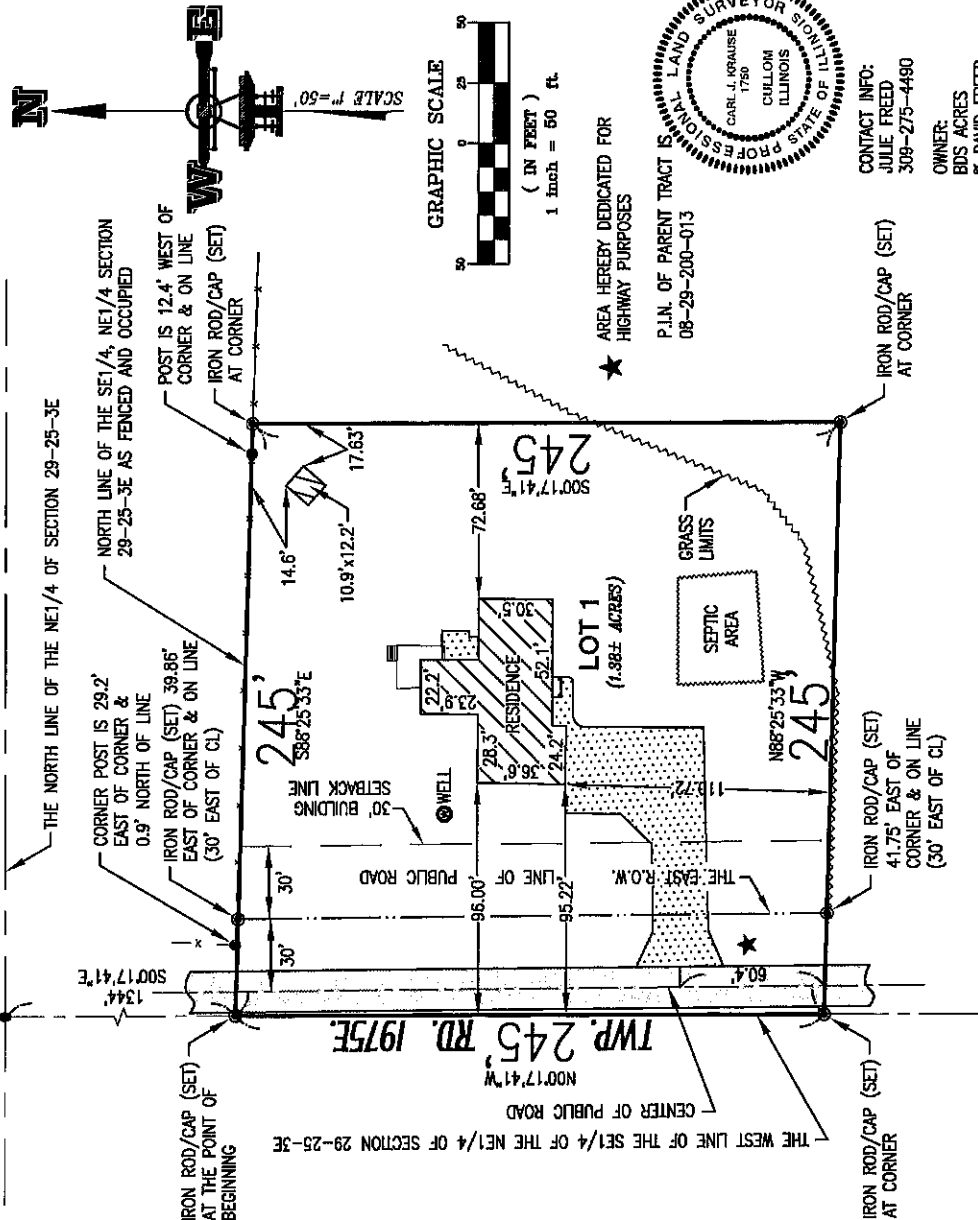 N
W
E
SCALE 1"=50'
GRAPHIC SCALE
50
0
25
50
( IN FEET )
1 inch = 50 ft.
PROFESSIONAL LAND SURVEYOR
STATE OF ILLINOIS
CARL J. KRAUSE
1750
CULLOM
ILLINOIS
CONTACT INFO:
JULIE FREED
309-275-4490
OWNER:
BDS ACRES
★ AREA HEREBY DEDICATED FOR
HIGHWAY PURPOSES
P.I.N. OF PARENT TRACT IS
08-29-200-013
THE NORTH LINE OF THE NE1/4 OF SECTION 29-25-3E
NORTH LINE OF THE SE1/4, NE1/4 SECTION
29-25-3E AS FENCED AND OCCUPIED
POST IS 12.4' WEST OF
CORNER & ON LINE
IRON ROD/CAP (SET)
AT CORNER
CORNER POST IS 29.2'
EAST OF CORNER &
0.9' NORTH OF LINE
IRON ROD/CAP (SET) 39.86'
EAST OF CORNER & ON LINE
(30' EAST OF CL)
1344'
S00°17'41"E
IRON ROD/CAP (SET)
AT THE POINT OF
BEGINNING
30'
30'
245'
S88°25'33"E
14.6'
17.63'
10.9'x12.2'
30' BUILDING
SETBACK LINE
WELL
22.2'
23.9'
28.3'
30.5'
RESIDENCE
36.6'
24.2'
52.1'
72.68'
245'
S00°17'41"E
96.00'
95.22'
LOT 1
(1.38± ACRES)
GRASS
LIMITS
SEPTIC
AREA
THE EAST R.O.W.
LINE OF PUBLIC ROAD
60.4'
N88°25'33"W
245'
TWP. RD. 1975E.
245'
N00°17'41"W
CENTER OF PUBLIC ROAD
THE WEST LINE OF THE SE1/4 OF THE NE1/4 OF SECTION 29-25-3E
IRON ROD/CAP (SET)
AT CORNER
IRON ROD/CAP (SET)
41.75' EAST OF
CORNER & ON LINE
(30' EAST OF CL)
IRON ROD/CAP (SET)
AT CORNER